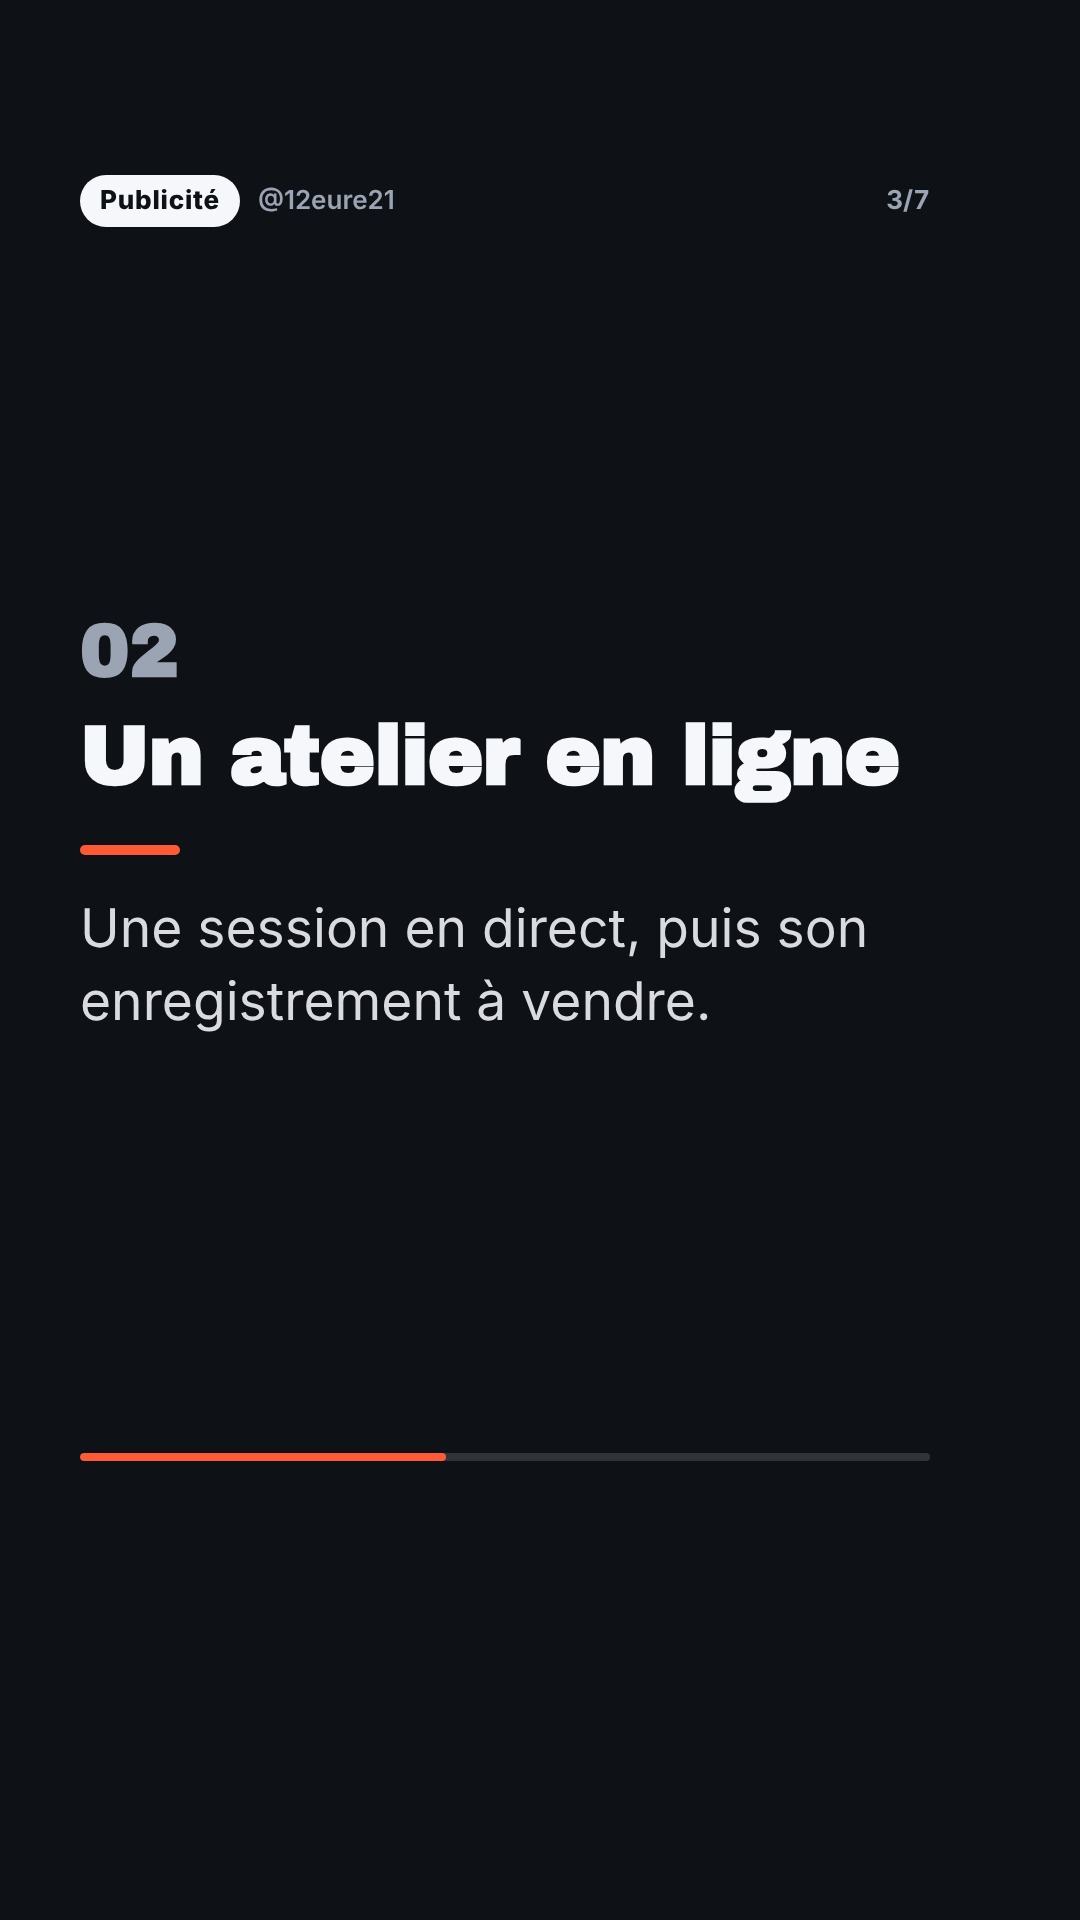 Publicité @12eure21 3/7
02
Un atelier en ligne
Une session en direct, puis son
enregistrement à vendre.